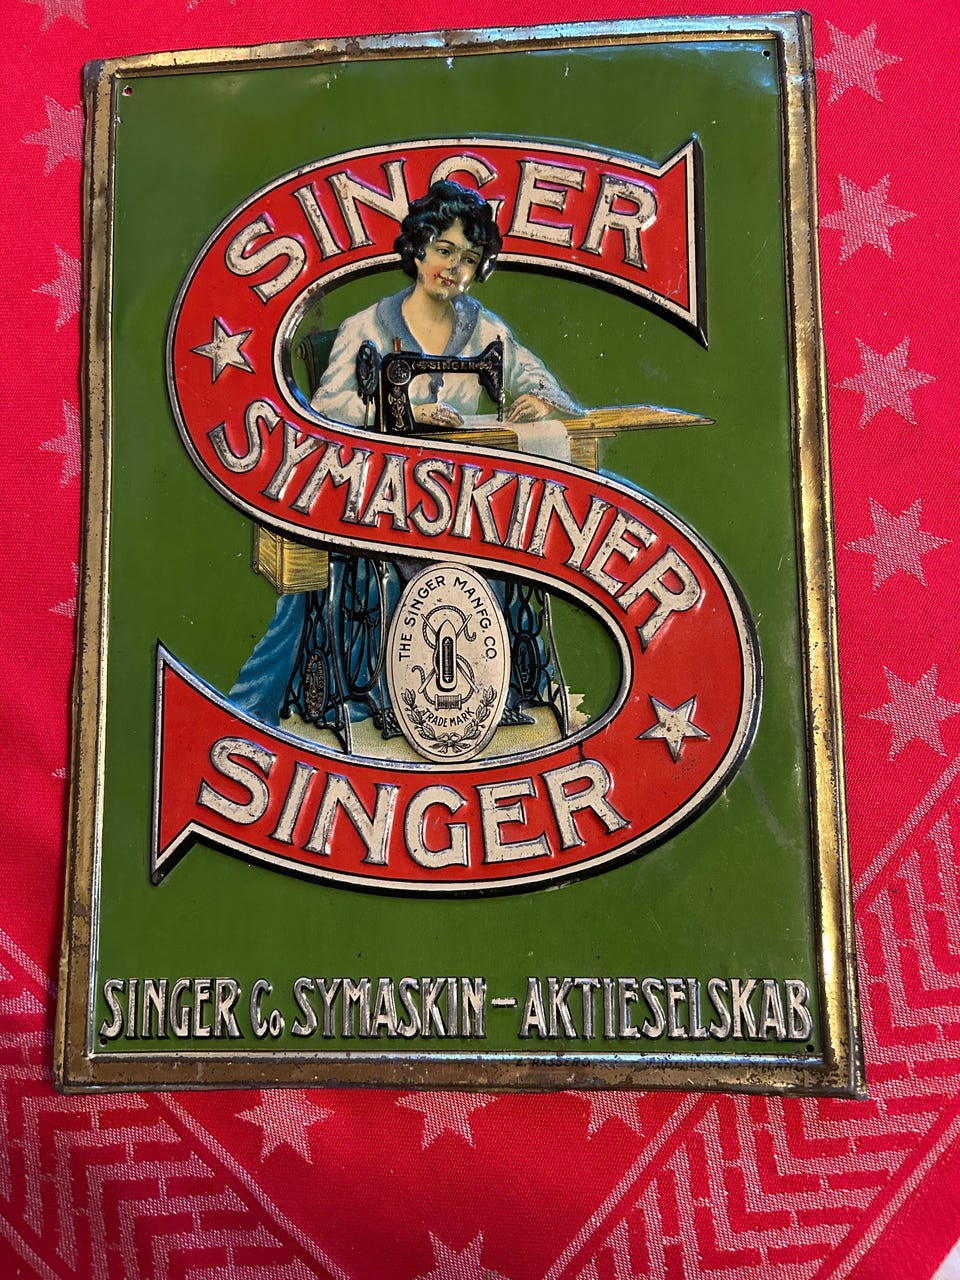 SINGER
SINGER
SYMASKINER
THE SINGER MANFG. CO
TRADE MARK
SINGER
SINGER Co SYMASKIN-AKTIESELSKAB